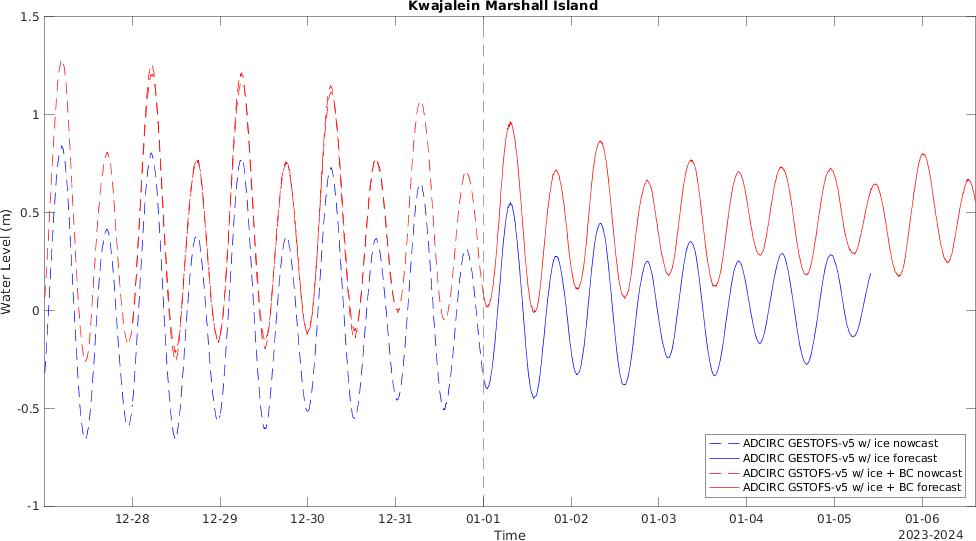 Kwajalein Marshall Island
1.5
1
0.5
0
-0.5
-1
Water Level (m)
ADCIRC GESTOFS-v5 w/ ice nowcast
ADCIRC GESTOFS-v5 w/ ice forecast
ADCIRC GSTOFS-v5 w/ ice + BC nowcast
ADCIRC GSTOFS-v5 w/ ice + BC forecast
12-28 12-29 12-30 12-31 01-01 01-02 01-03 01-04 01-05 01-06
Time
2023-2024